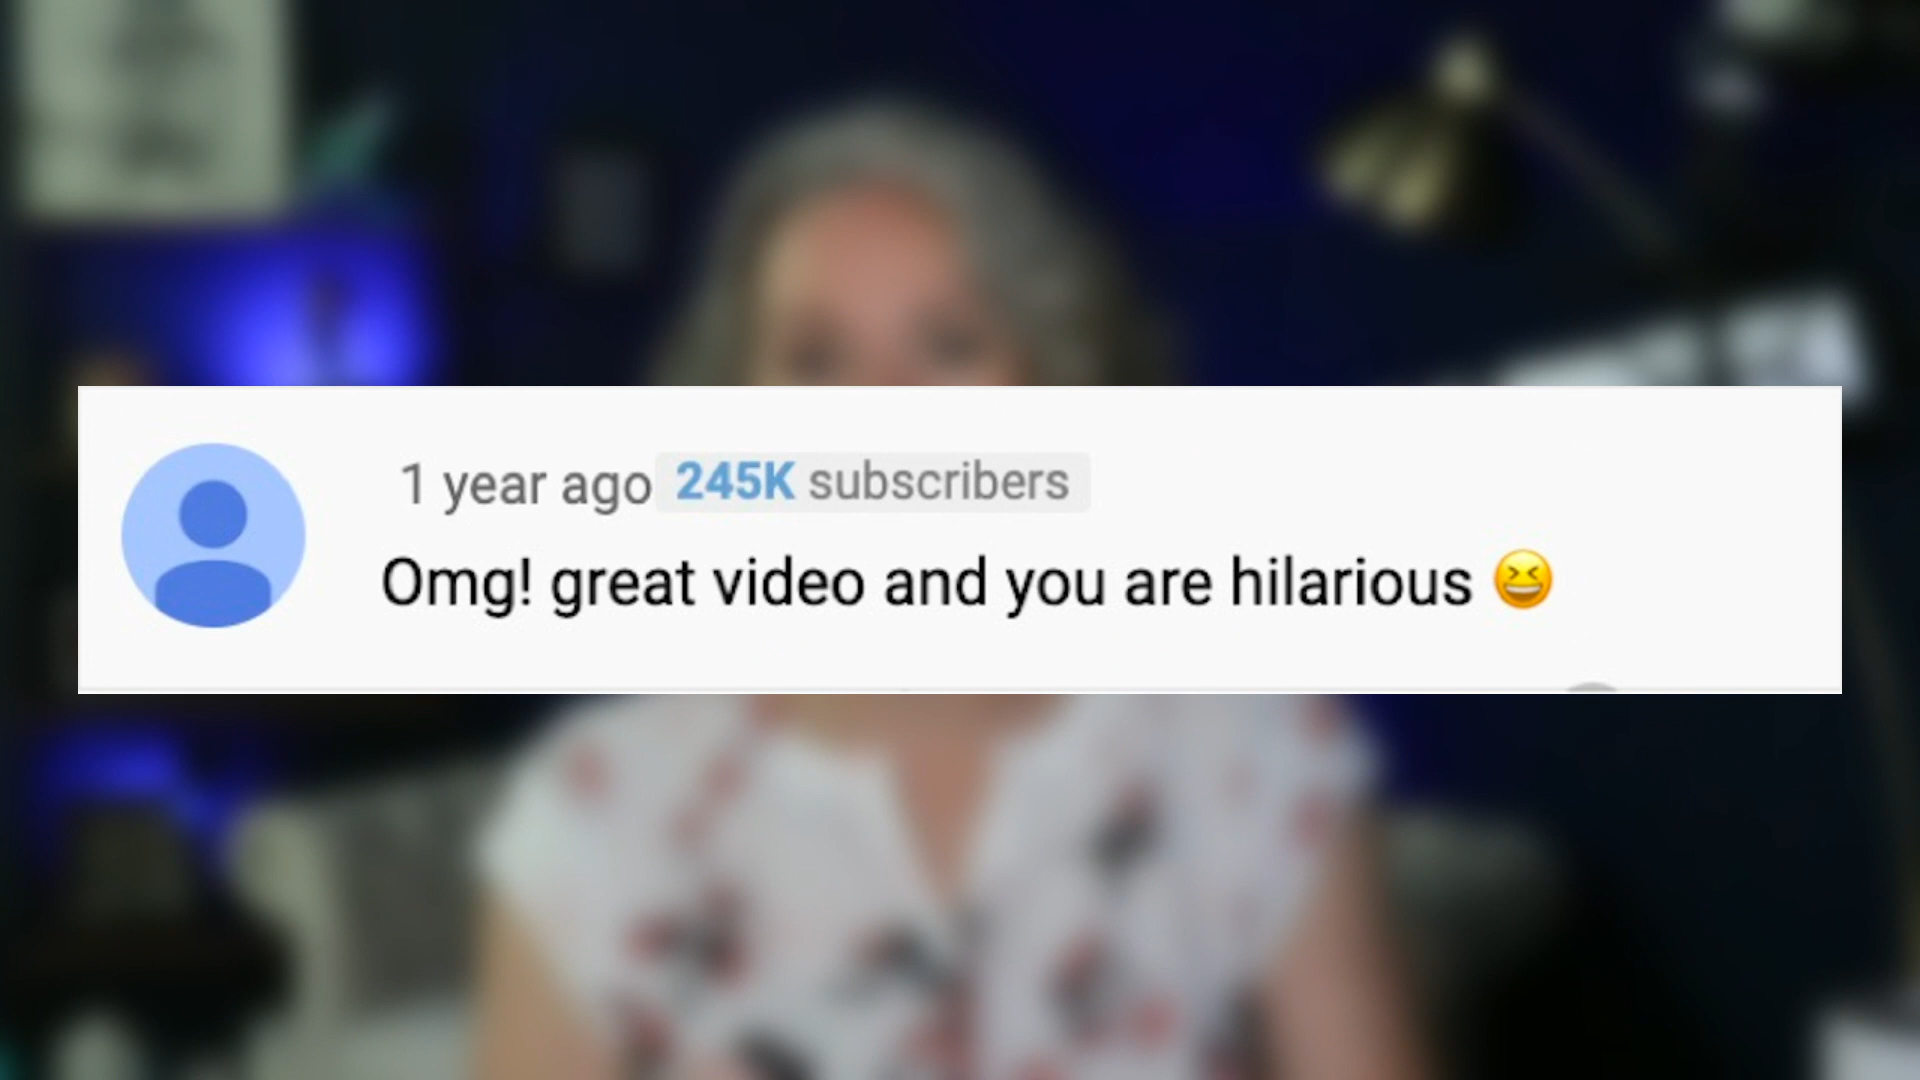 1 year ago 245K subscribers
Omg! great video and you are hilarious 😆